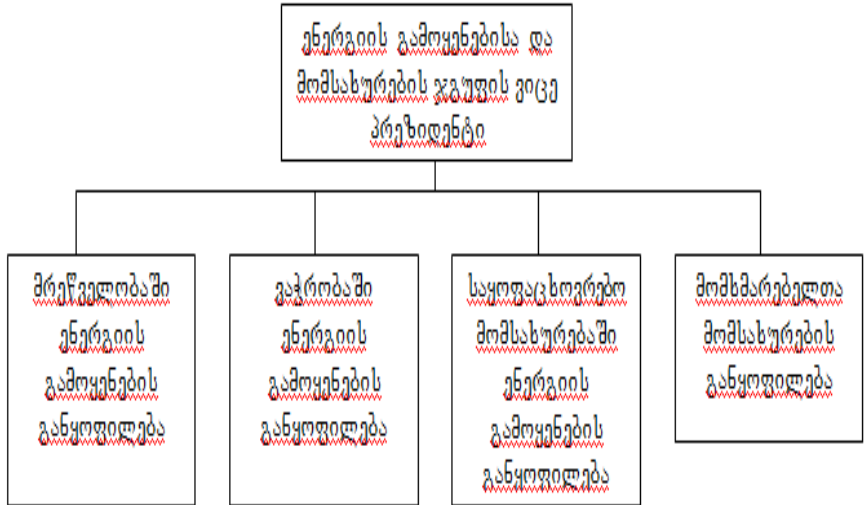 ენერგიის გამოყენებისა და
მომსახურების ჯგუფის ვიცე
პრეზიდენტი
მრეწველობაში
ენერგიის
გამოყენების
განყოფილება
ვაჭრობაში
ენერგიის
გამოყენების
განყოფილება
საყოფაცხოვრებო
მომსახურებაში
ენერგიის
გამოყენების
განყოფილება
მომხმარებელთა
მომსახურების
განყოფილება